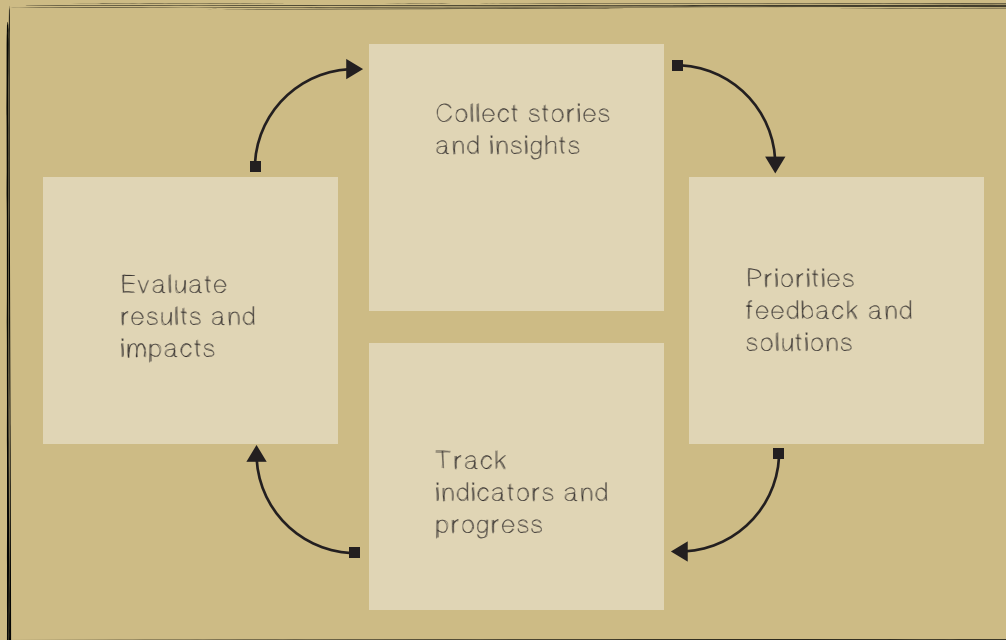 Collect stories
and insights
Priorities
feedback and
solutions
Track
indicators and
progress
Evaluate
results and
impacts